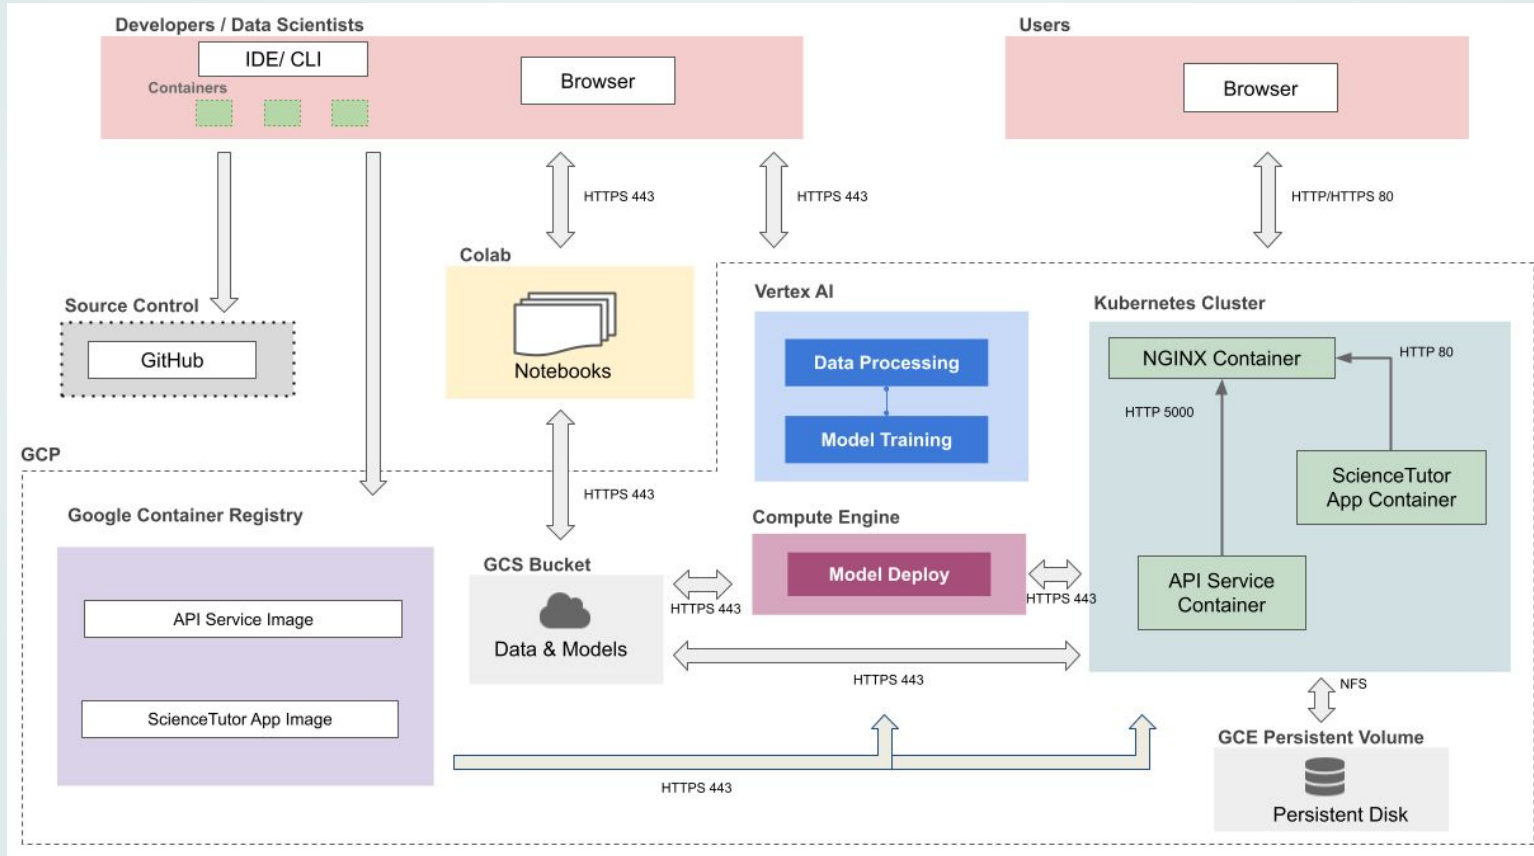 Developers / Data Scientists
Users
IDE/ CLI
Containers
Browser
Browser
HTTPS 443
HTTPS 443
HTTP/HTTPS 80
Colab
Notebooks
Source Control
GitHub
Vertex AI
Data Processing
Model Training
Kubernetes Cluster
NGINX Container
HTTP 80
HTTP 5000
ScienceTutor
App Container
API Service
Container
GCP
HTTPS 443
Google Container Registry
API Service Image
ScienceTutor App Image
GCS Bucket
Data & Models
HTTPS 443
Compute Engine
Model Deploy
HTTPS 443
HTTPS 443
HTTPS 443
NFS
GCE Persistent Volume
Persistent Disk